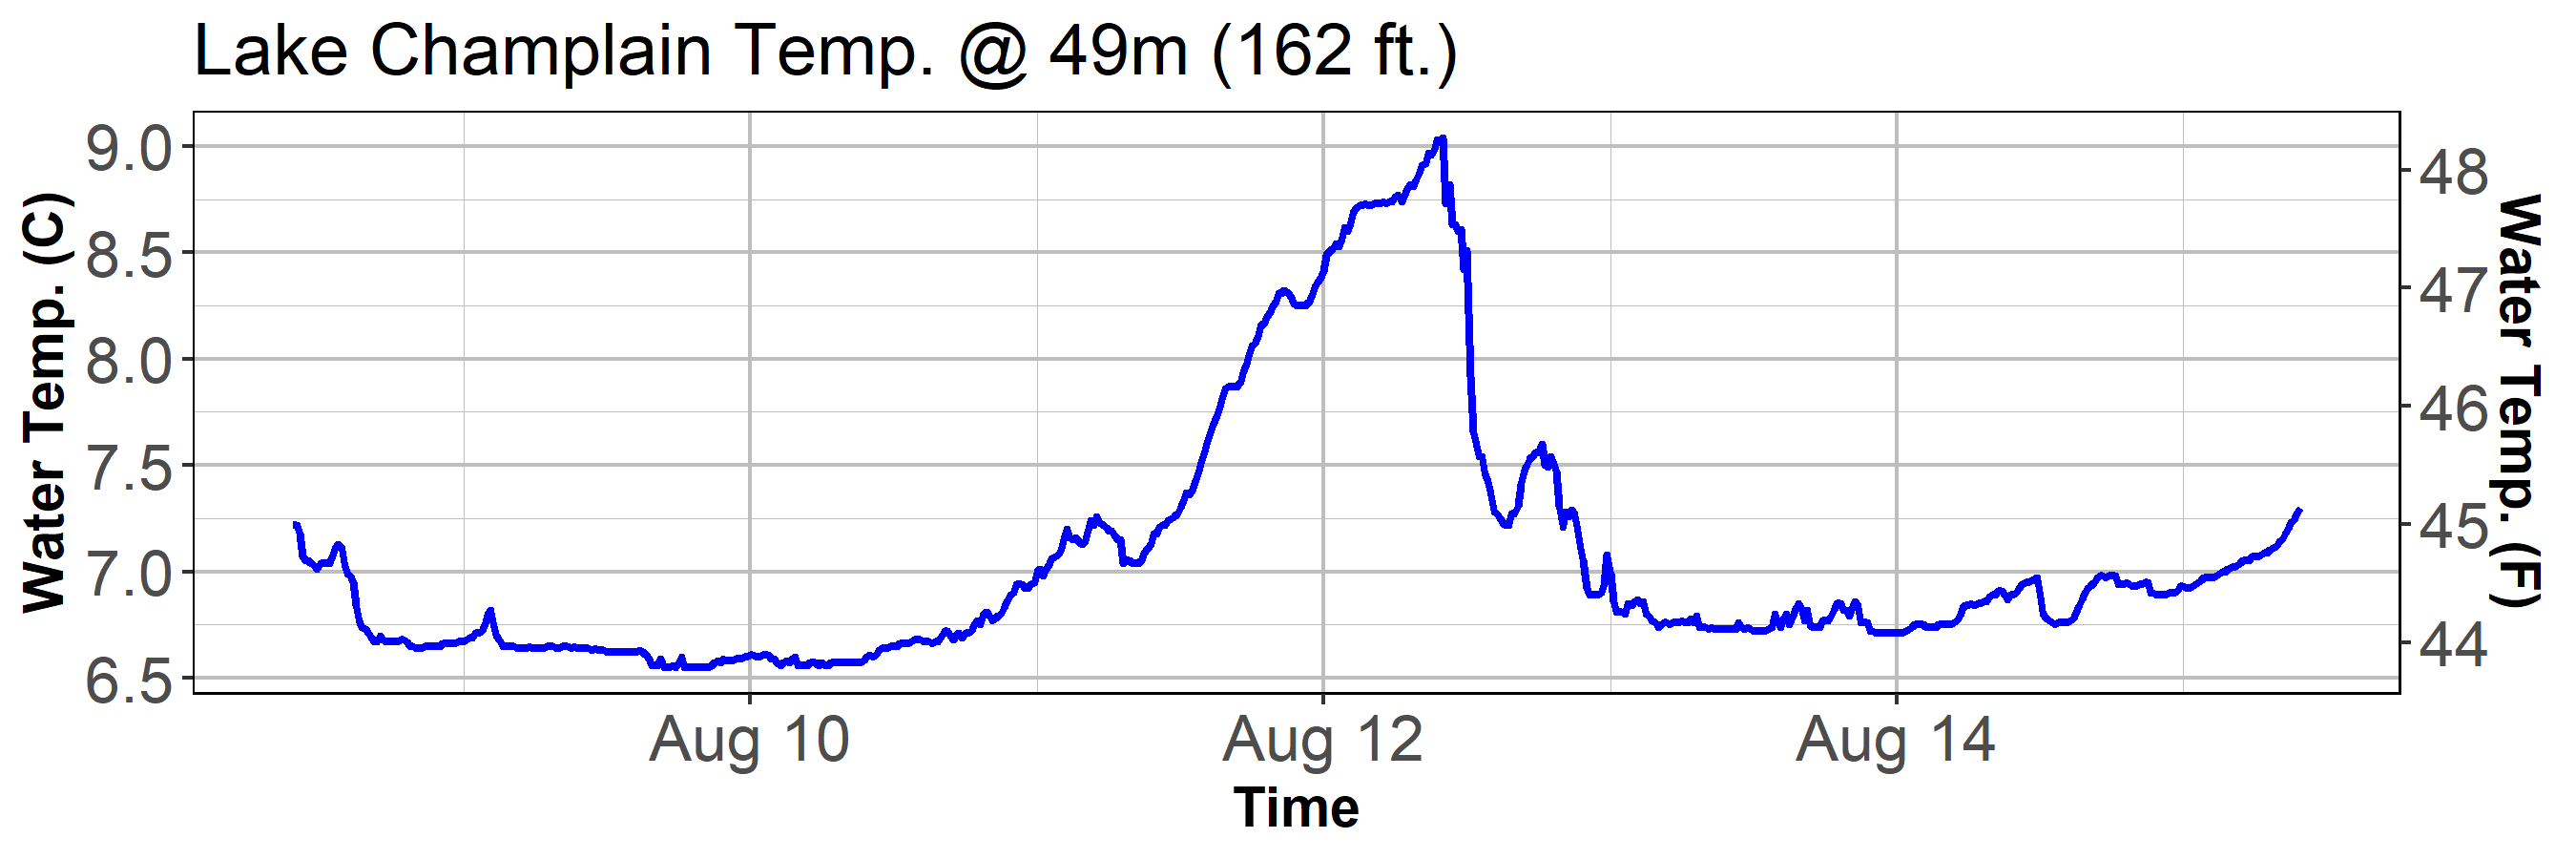 Lake Champlain Temp. @ 49m (162 ft.)
Water Temp. (C)
9.0
8.5
8.0
7.5
7.0
6.5
48
47
46
45
44
Water Temp. (F)
Aug 10 Aug 12 Aug 14
Time